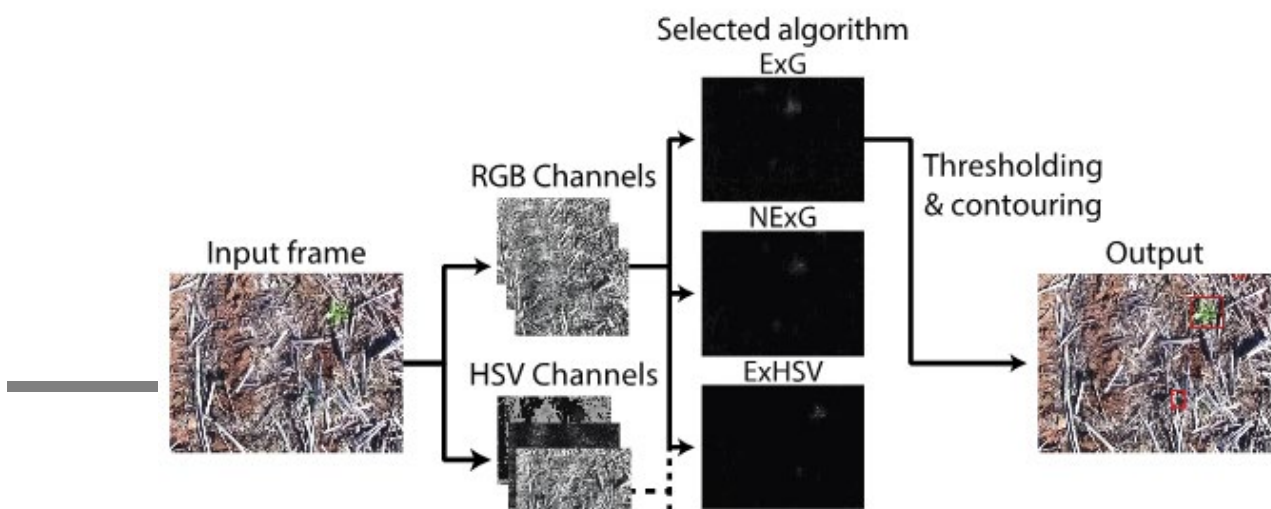 Selected algorithm
ExG
RGB Channels
Thresholding
& contouring
NExG
Input frame
Output
HSV Channels
ExHSV